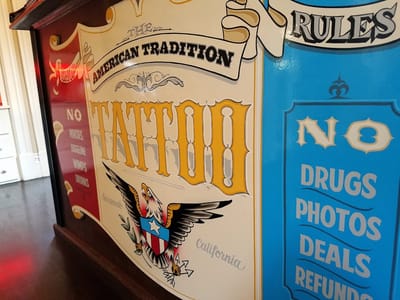 THE
AMERICAN TRADITION
TATTOO
California
NO
RULES
NO
DRUGS
PHOTOS
DEALS
REFUNDS